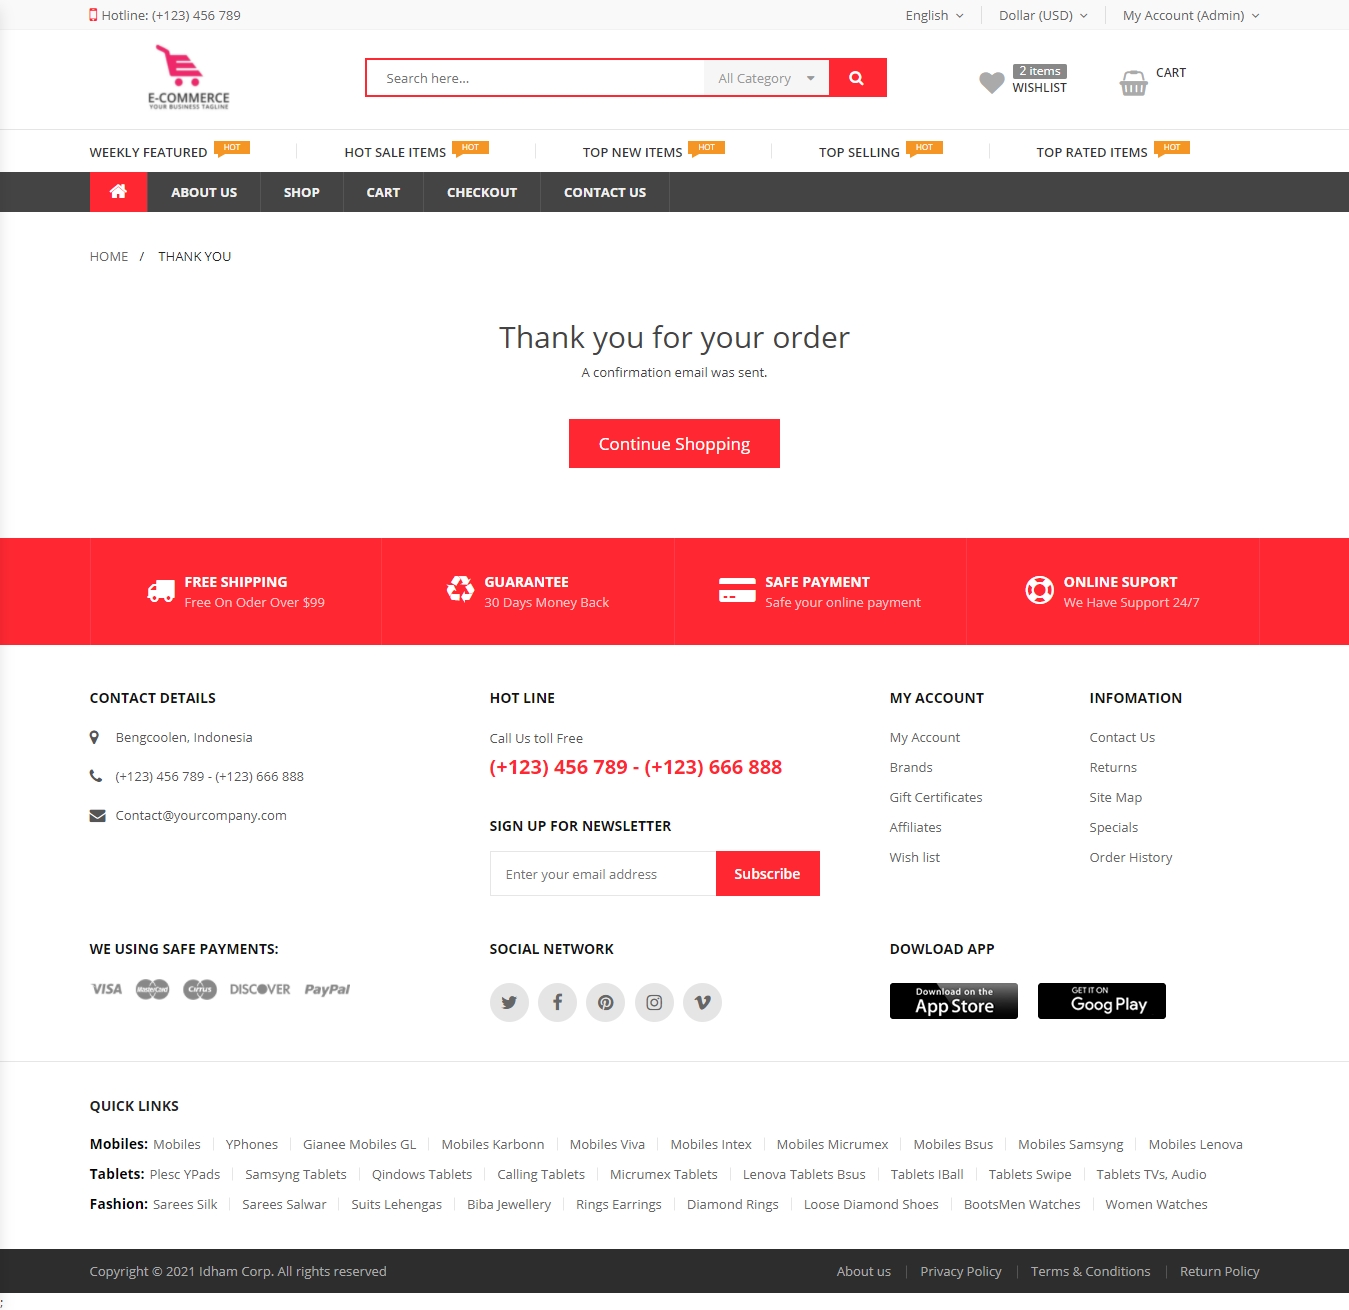 Hotline: (+123) 456 789
English Dollar (USD) My Account (Admin)
E-COMMERCE
YOUR BUSINESS TAGLINE
Search here...
All Category
2 items
WISHLIST
CART
WEEKLY FEATURED HOT HOT SALE ITEMS HOT TOP NEW ITEMS HOT TOP SELLING HOT TOP RATED ITEMS HOT
ABOUT US SHOP CART CHECKOUT CONTACT US
HOME / THANK YOU
Thank you for your order
A confirmation email was sent.
Continue Shopping
FREE SHIPPING
Free On Oder Over $99
GUARANTEE
30 Days Money Back
SAFE PAYMENT
Safe your online payment
ONLINE SUPORT
We Have Support 24/7
CONTACT DETAILS
Bengcoolen, Indonesia
(+123) 456 789 - (+123) 666 888
Contact@yourcompany.com
HOT LINE
Call Us toll Free
(+123) 456 789 - (+123) 666 888
SIGN UP FOR NEWSLETTER
Enter your email address
Subscribe
MY ACCOUNT
My Account
Brands
Gift Certificates
Affiliates
Wish list
INFOMATION
Contact Us
Returns
Site Map
Specials
Order History
WE USING SAFE PAYMENTS:
VISA MasterCard Cirrus DISCOVER PayPal
SOCIAL NETWORK
DOWLOAD APP
Download on the
App Store
GET IT ON
Goog Play
QUICK LINKS
Mobiles: Mobiles YPhones Gianee Mobiles GL Mobiles Karbonn Mobiles Viva Mobiles Intex Mobiles Micrumex Mobiles Bsus Mobiles Samsyng Mobiles Lenova
Tablets: Plesc YPads Samsyng Tablets Qindows Tablets Calling Tablets Micrumex Tablets Lenova Tablets Bsus Tablets IBall Tablets Swipe Tablets TVs, Audio
Fashion: Sarees Silk Sarees Salwar Suits Lehengas Biba Jewellery Rings Earrings Diamond Rings Loose Diamond Shoes BootsMen Watches Women Watches
Copyright © 2021 Idham Corp. All rights reserved
About us Privacy Policy Terms & Conditions Return Policy
;